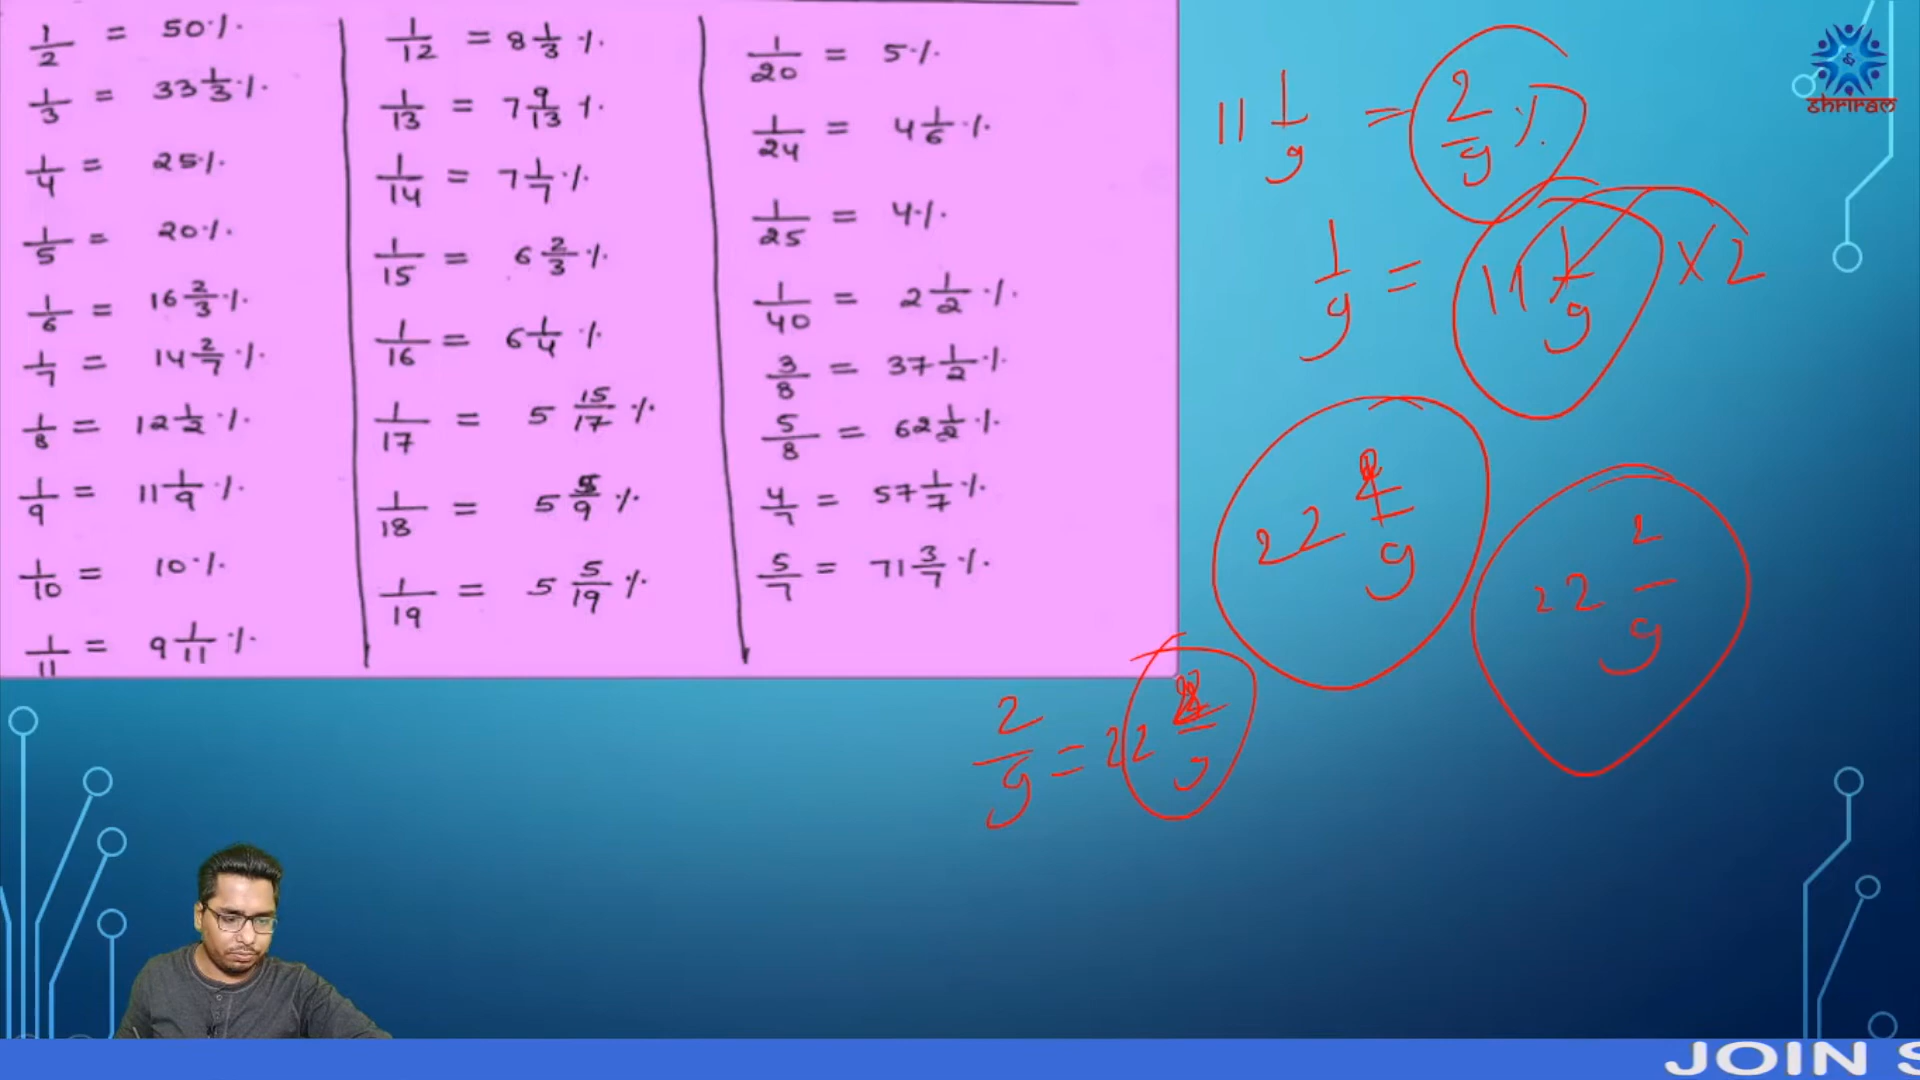 1/2 = 50%
1/3 = 33 1/3 %
1/4 = 25%
1/5 = 20%
1/6 = 16 2/3 %
1/7 = 14 2/7 %
1/8 = 12 1/2 %
1/9 = 11 1/9 %
1/10 = 10%
1/11 = 9 1/11 %
1/12 = 8 1/3 %
1/13 = 7 9/13 %
1/14 = 7 1/7 %
1/15 = 6 2/3 %
1/16 = 6 1/4 %
1/17 = 5 15/17 %
1/18 = 5 5/9 %
1/19 = 5 5/19 %
1/20 = 5%
1/24 = 4 1/6 %
1/25 = 4%
1/40 = 2 1/2 %
3/8 = 37 1/2 %
5/8 = 62 1/2 %
4/7 = 57 1/7 %
5/7 = 71 3/7 %
11 1/9 = 2/9 %
1/9 = 11 1/9 × 2
22 /9
22 2/9
2/9 = 22 /9
Shriram
JOIN